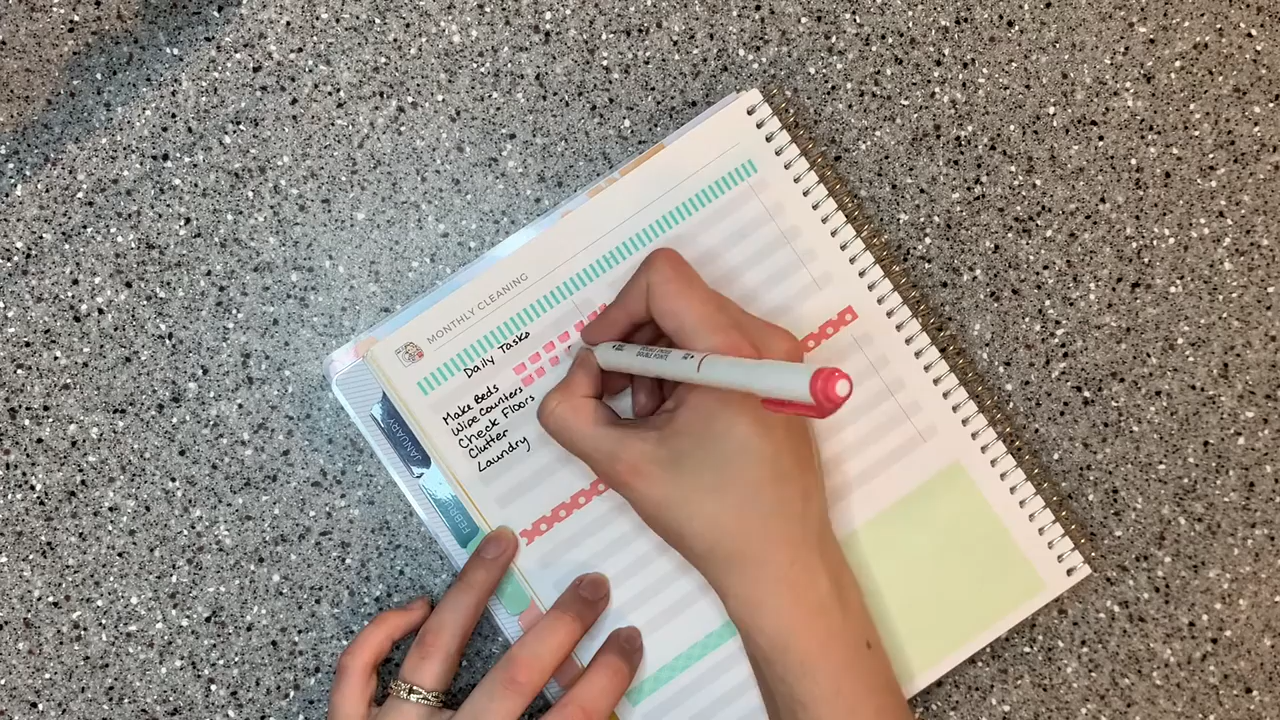 MONTHLY CLEANING
Daily Tasks
Make Beds
Wipe Counters
Check Floors
Clutter
Laundry
JANUARY